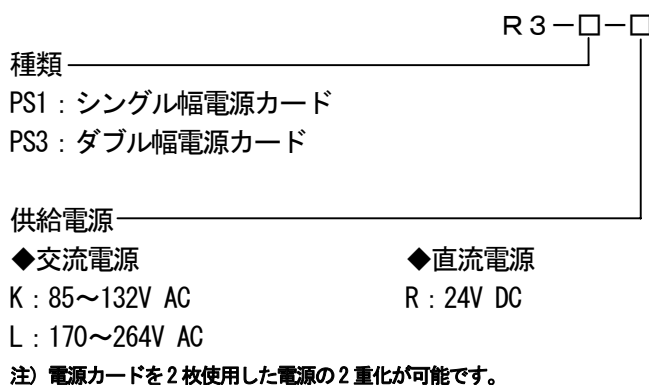 R3-□-□
種類
PS1：シングル幅電源カード
PS3：ダブル幅電源カード
供給電源
◆交流電源 ◆直流電源
K：85～132V AC R：24V DC
L：170～264V AC
注）電源カードを2枚使用した電源の2重化が可能です。